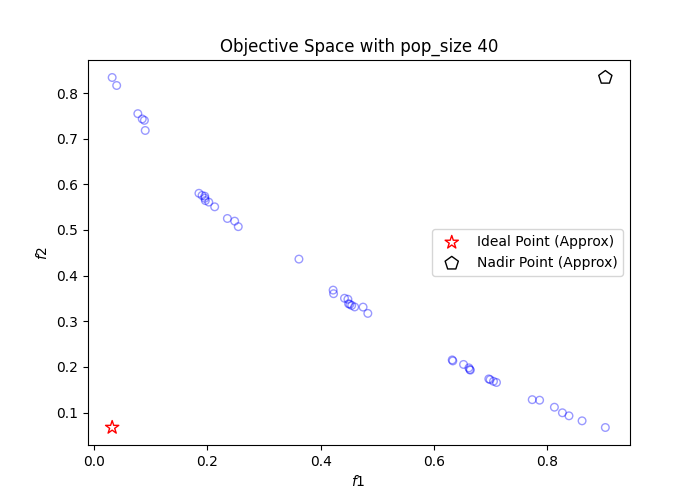 Objective Space with pop_size 40
f2
0.8
0.7
0.6
0.5
0.4
0.3
0.2
0.1
Ideal Point (Approx)
Nadir Point (Approx)
0.0 0.2 0.4 0.6 0.8
f1